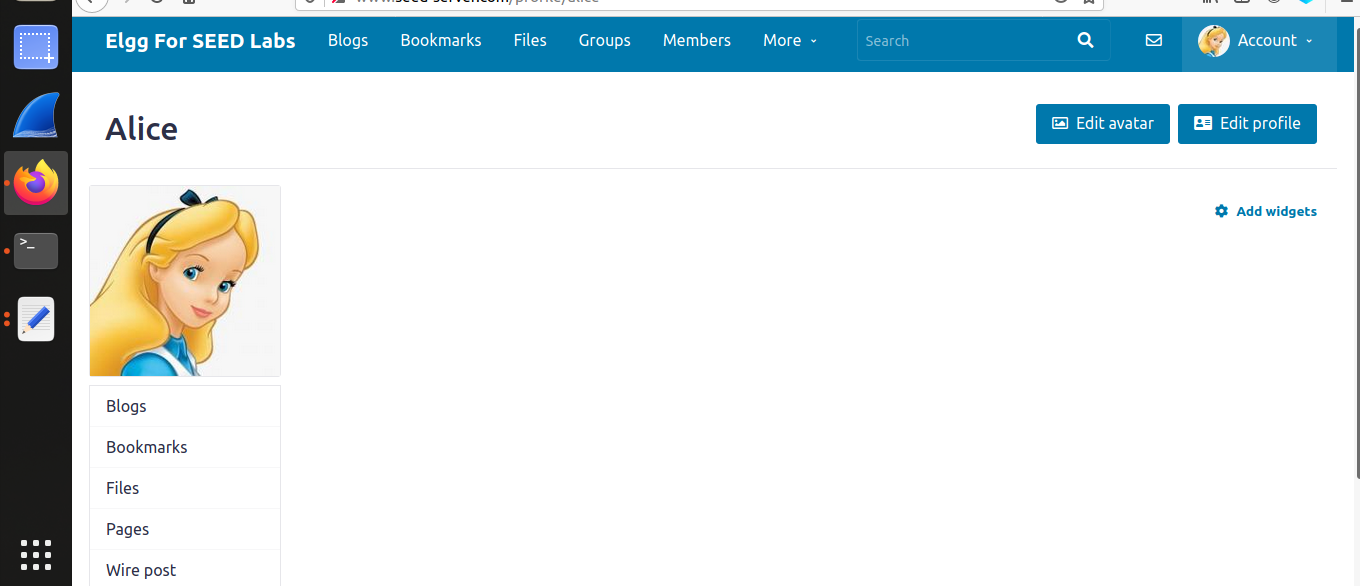 www.seed-server.com/profile/alice
Elgg For SEED Labs Blogs Bookmarks Files Groups Members More Search Account
Alice
Edit avatar Edit profile
Add widgets
>_
Blogs
Bookmarks
Files
Pages
Wire post